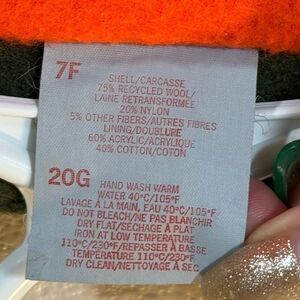 7F
SHELL/CARCASSE
75% RECYCLED WOOL/
LAINE RETRANSFORMÉE
20% NYLON
5% OTHER FIBERS/AUTRES FIBRES
LINING/DOUBLURE
60% ACRYLIC/ACRYLIQUE
40% COTTON/COTON
20G HAND WASH WARM
WATER 40°C/105°F
LAVAGE À LA MAIN, EAU 40°C/105°F
DO NOT BLEACH/NE PAS BLANCHIR
DRY FLAT/SECHAGE À PLAT
IRON AT LOW TEMPERATURE
110°C/230°F/REPASSER À BASSE
TEMPERATURE 110°C/230°F
DRY CLEAN/NETTOYAGE À SEC